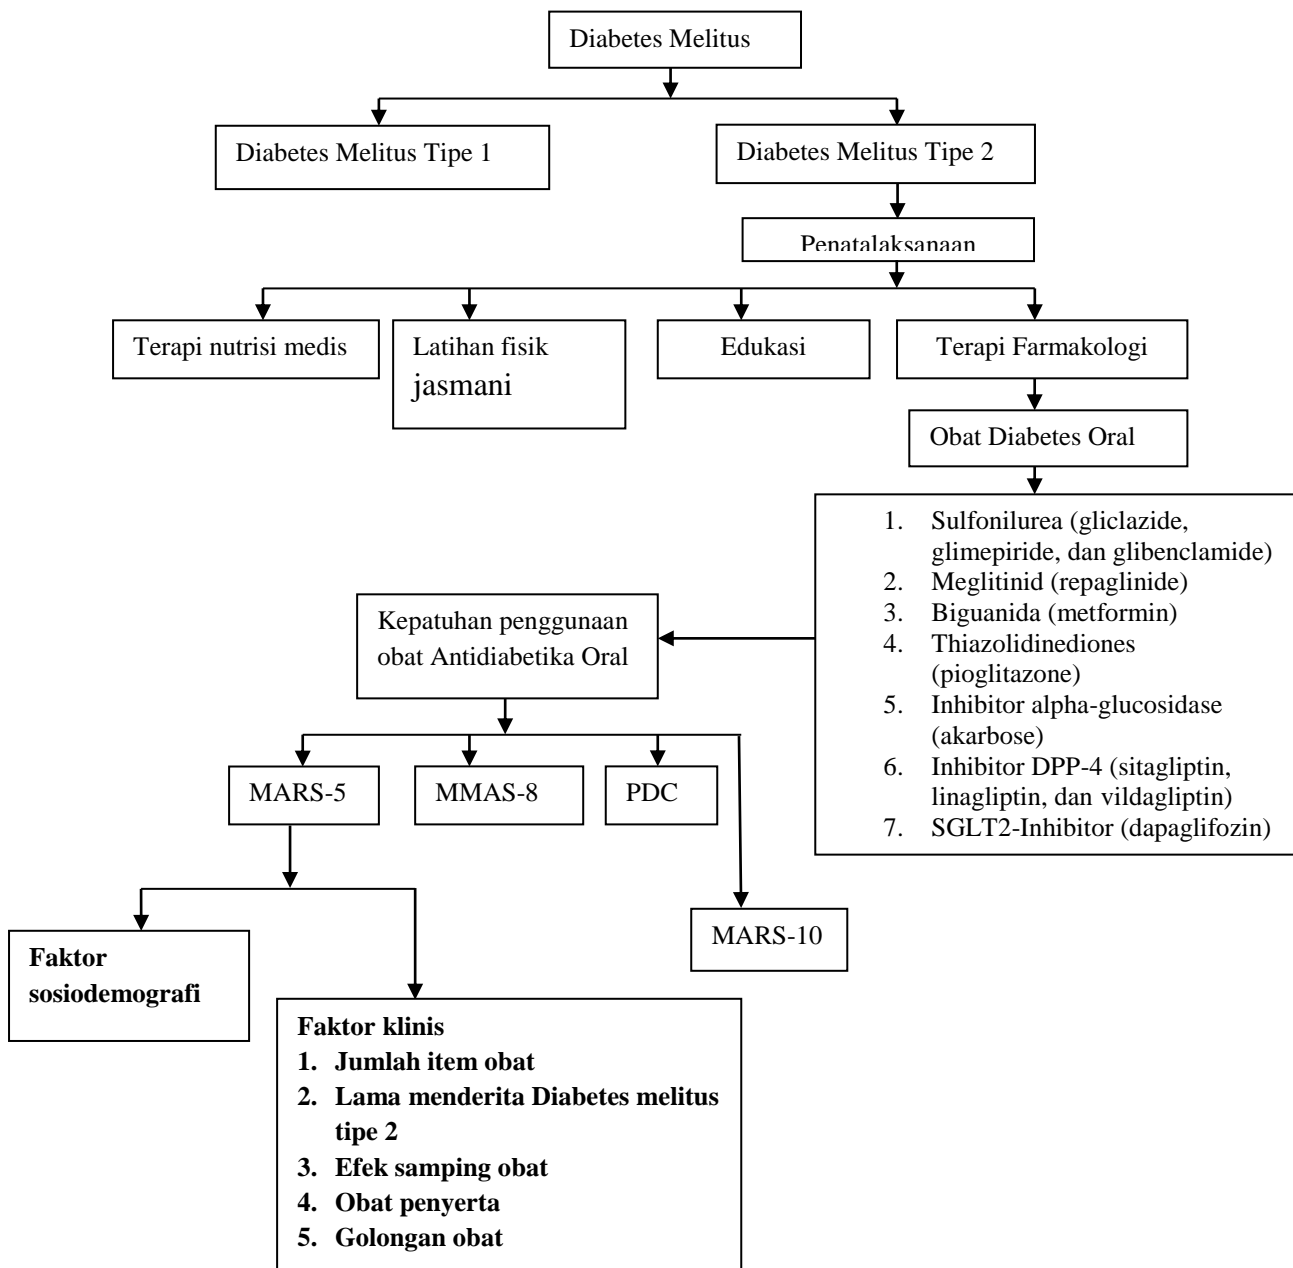 Diabetes Melitus
Diabetes Melitus Tipe 1
Diabetes Melitus Tipe 2
Penatalaksanaan
Terapi nutrisi medis
Latihan fisik
jasmani
Edukasi
Terapi Farmakologi
Obat Diabetes Oral
1. Sulfonilurea (gliclazide,
glimepiride, dan glibenclamide)
2. Meglitinid (repaglinide)
3. Biguanida (metformin)
4. Thiazolidinediones
(pioglitazone)
5. Inhibitor alpha-glucosidase
(akarbose)
6. Inhibitor DPP-4 (sitagliptin,
linagliptin, dan vildagliptin)
7. SGLT2-Inhibitor (dapaglifozin)
Kepatuhan penggunaan
obat Antidiabetika Oral
MARS-5
MMAS-8
PDC
MARS-10
Faktor
sosiodemografi
Faktor klinis
1. Jumlah item obat
2. Lama menderita Diabetes melitus
tipe 2
3. Efek samping obat
4. Obat penyerta
5. Golongan obat